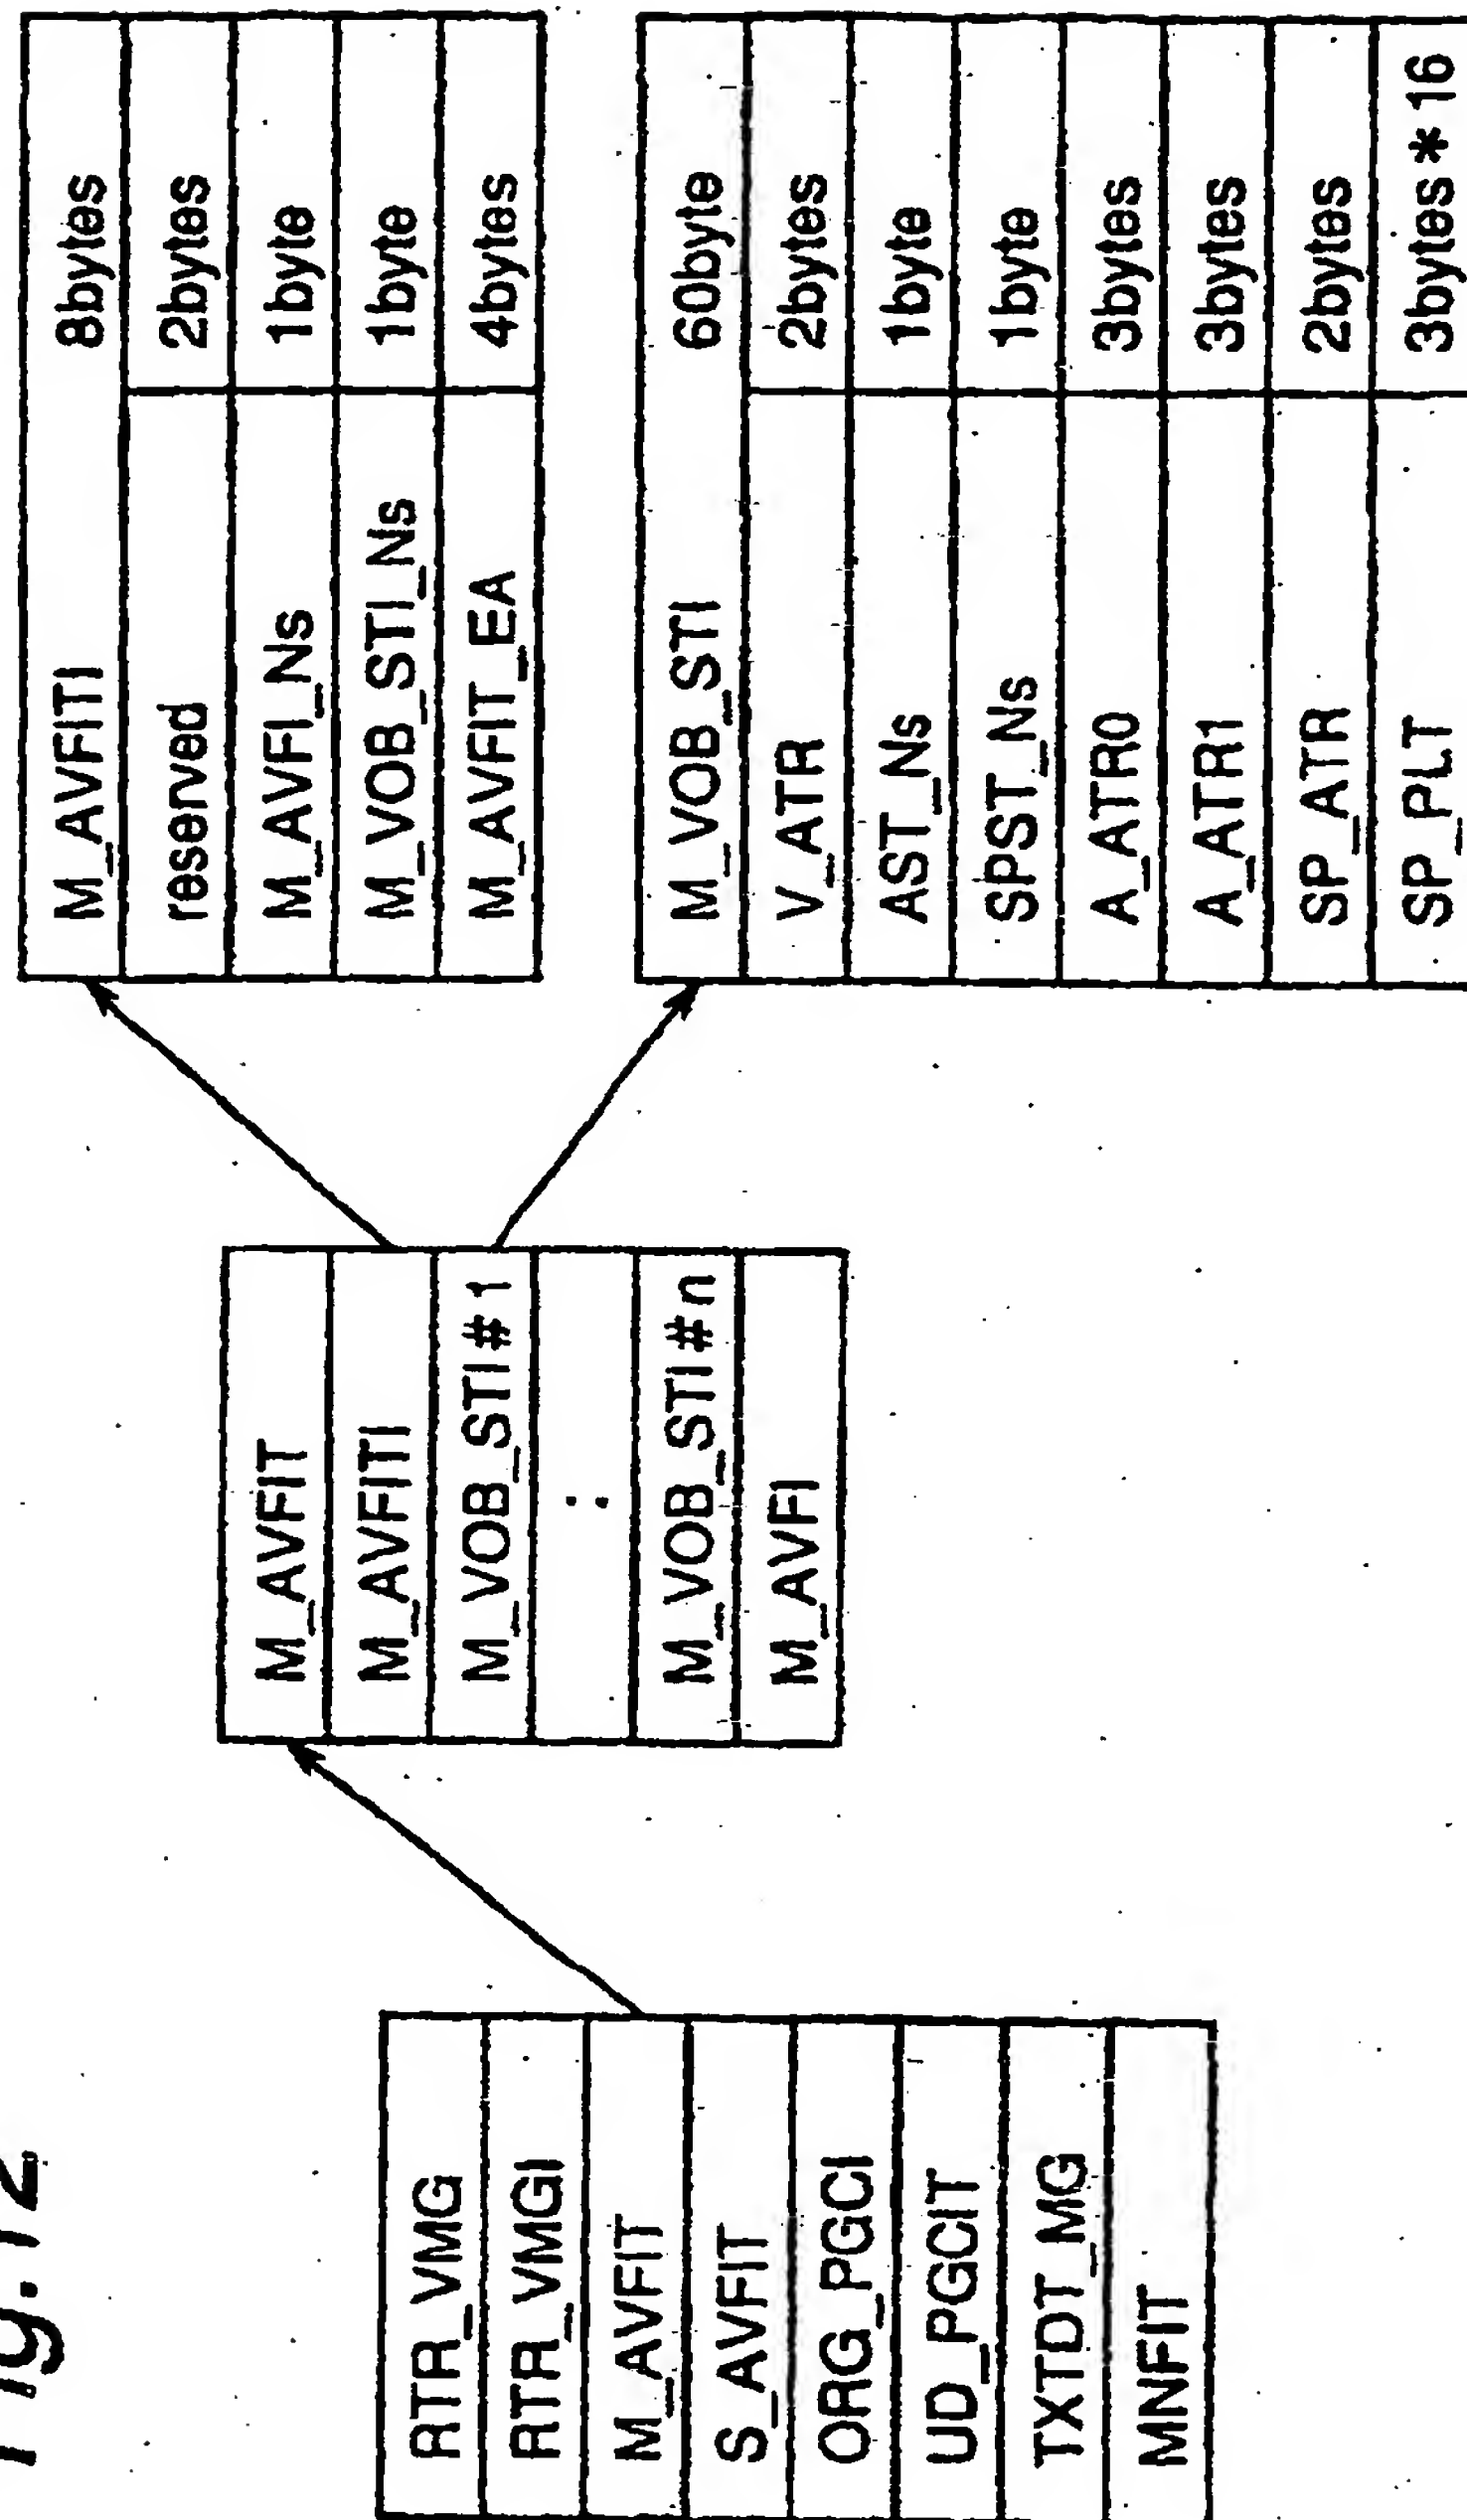 Fig.12
RTR_VMG
RTR_VMGI
M_AVFIT
S_AVFIT
ORG_PGCI
UD_PGCIT
TXTDT_MG
MNFIT
M_AVFIT
M_AVFITI
M_VOB_STI#1
:
M_VOB_STI#n
M_AVFI
M_AVFITI 8bytes
reserved 2bytes
M_AVFI_Ns 1byte
M_VOB_STI_Ns 1byte
M_AVFIT_EA 4bytes
M_VOB_STI 60byte
V_ATR 2bytes
AST_Ns 1byte
SPST_Ns 1byte
A_ATR0 3bytes
A_ATR1 3bytes
SP_ATR 2bytes
SP_PLT 3bytes*16